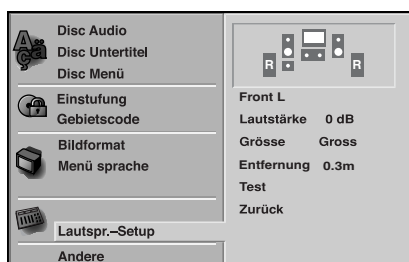 Disc Audio
Disc Untertitel
Disc Menü
Einstufung
Gebietscode
Bildformat
Menü sprache
Lautspr.–Setup
Andere
R
R
Front L
Lautstärke 0 dB
Grösse Gross
Entfernung 0.3m
Test
Zurück